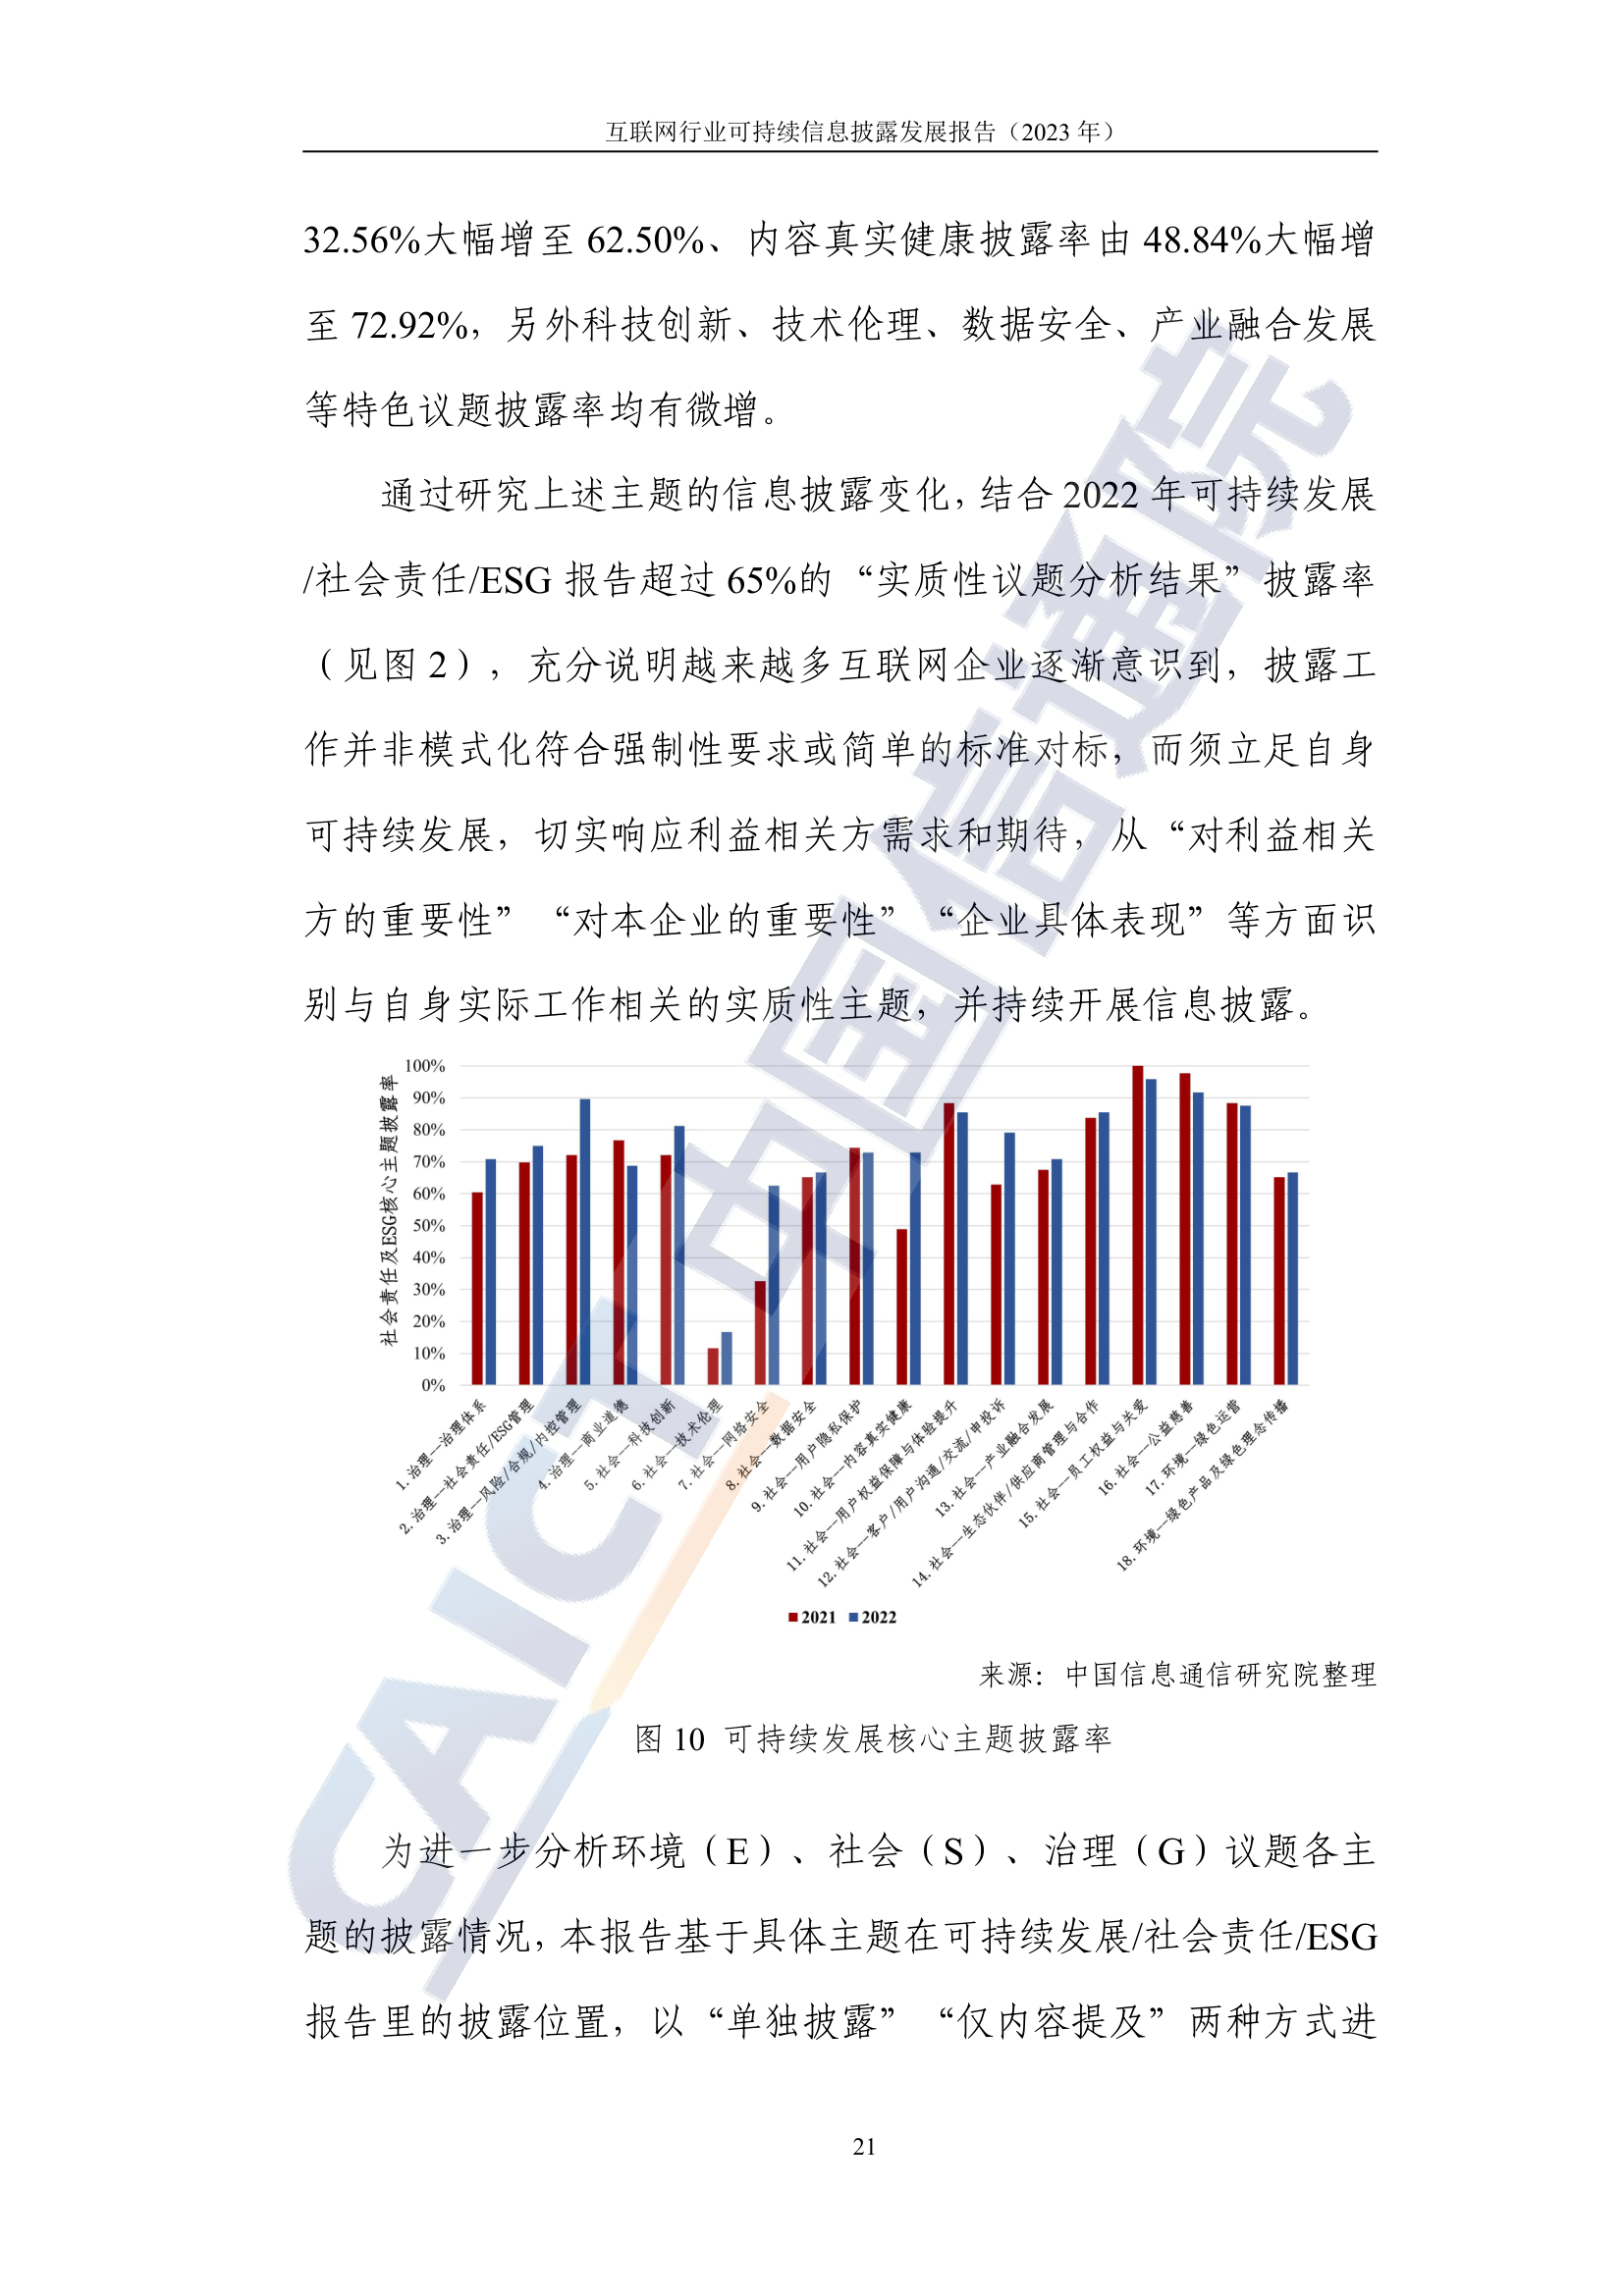 互联网行业可持续信息披露发展报告（2023 年）
32.56%大幅增至 62.50%、内容真实健康披露率由 48.84%大幅增
至 72.92%，另外科技创新、技术伦理、数据安全、产业融合发展
等特色议题披露率均有微增。
通过研究上述主题的信息披露变化，结合 2022 年可持续发展
/社会责任/ESG 报告超过 65%的“实质性议题分析结果”披露率
（见图 2），充分说明越来越多互联网企业逐渐意识到，披露工
作并非模式化符合强制性要求或简单的标准对标，而须立足自身
可持续发展，切实响应利益相关方需求和期待，从“对利益相关
方的重要性”“对本企业的重要性”“企业具体表现”等方面识
别与自身实际工作相关的实质性主题，并持续开展信息披露。
社会责任及ESG核心主题披露率
100%
90%
80%
70%
60%
50%
40%
30%
20%
10%
0%
1. 治理—治理体系
2. 治理—社会责任/ESG管理
3. 治理—风险/合规/内控管理
4. 治理—商业道德
5. 社会—科技创新
6. 社会—技术伦理
7. 社会—网络安全
8. 社会—数据安全
9. 社会—用户隐私保护
10. 社会—内容真实健康
11. 社会—用户权益保障与体验提升
12. 社会—客户/用户沟通/交流/申投诉
13. 社会—产业融合发展
14. 社会—生态伙伴/供应商管理与合作
15. 社会—员工权益与关爱
16. 社会—公益慈善
17. 环境—绿色运营
18. 环境—绿色产品及绿色理念传播
2021 2022
来源：中国信息通信研究院整理
图 10 可持续发展核心主题披露率
为进一步分析环境（E）、社会（S）、治理（G）议题各主
题的披露情况，本报告基于具体主题在可持续发展/社会责任/ESG
报告里的披露位置，以“单独披露”“仅内容提及”两种方式进
21
CAICT 中国信通院